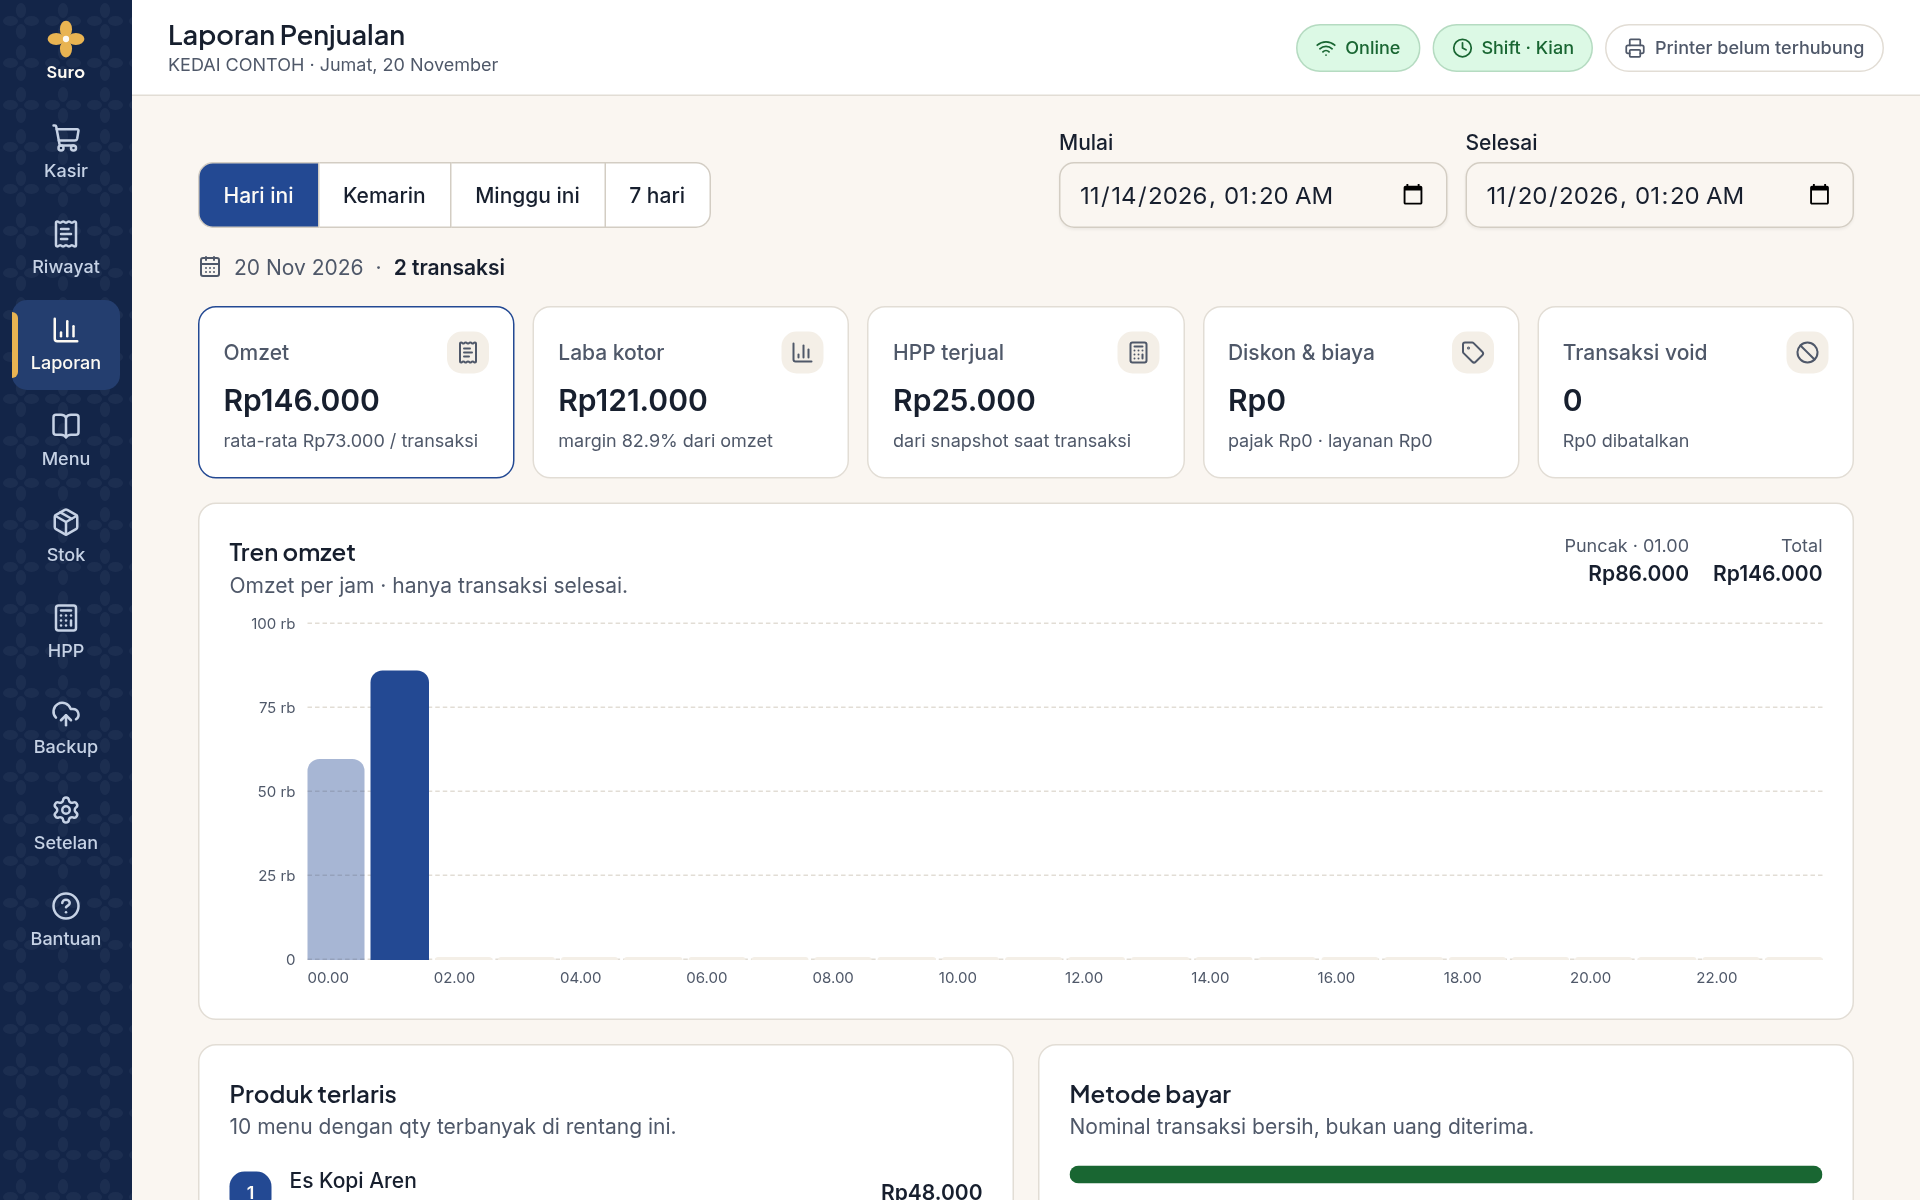 Suro
Kasir
Riwayat
Laporan
Menu
Stok
HPP
Backup
Setelan
Bantuan
Laporan Penjualan
KEDAI CONTOH · Jumat, 20 November
Online
Shift · Kian
Printer belum terhubung
Hari ini
Kemarin
Minggu ini
7 hari
Mulai
11/14/2026, 01:20 AM
Selesai
11/20/2026, 01:20 AM
20 Nov 2026 · 2 transaksi
Omzet
Rp146.000
rata-rata Rp73.000 / transaksi
Laba kotor
Rp121.000
margin 82.9% dari omzet
HPP terjual
Rp25.000
dari snapshot saat transaksi
Diskon & biaya
Rp0
pajak Rp0 · layanan Rp0
Transaksi void
0
Rp0 dibatalkan
Tren omzet
Omzet per jam · hanya transaksi selesai.
Puncak · 01.00
Rp86.000
Total
Rp146.000
100 rb
75 rb
50 rb
25 rb
0
00.00 02.00 04.00 06.00 08.00 10.00 12.00 14.00 16.00 18.00 20.00 22.00
Produk terlaris
10 menu dengan qty terbanyak di rentang ini.
1
Es Kopi Aren
Rp48.000
Metode bayar
Nominal transaksi bersih, bukan uang diterima.